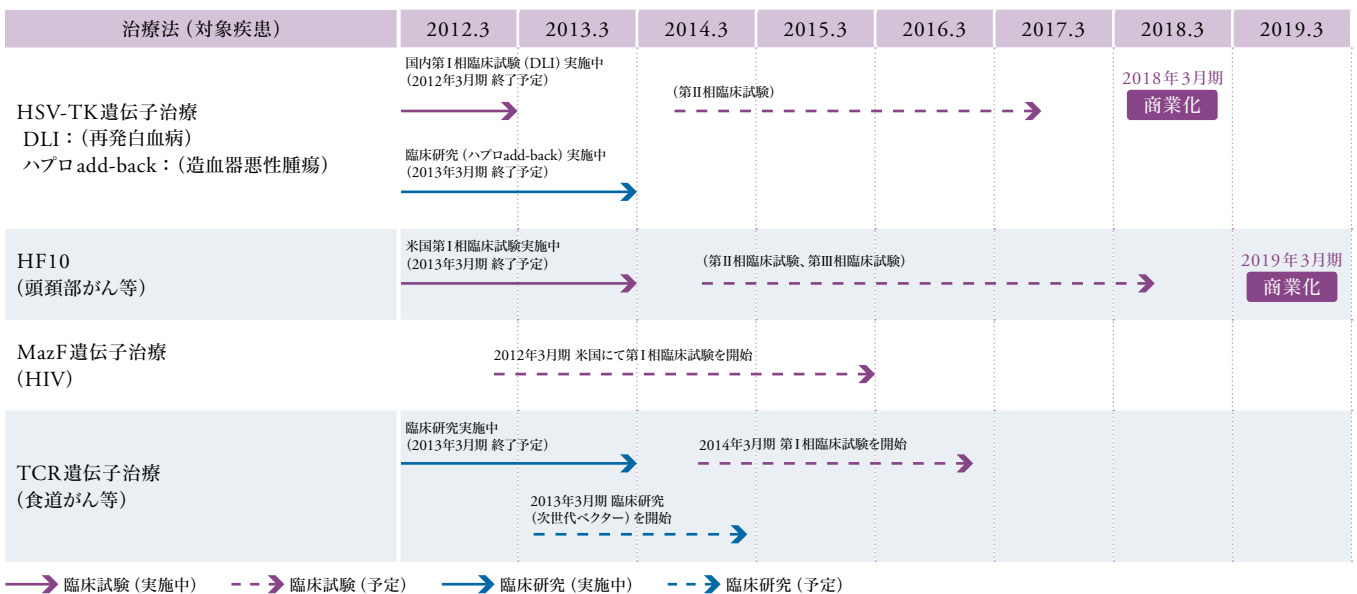 治療法（対象疾患） 2012.3 2013.3 2014.3 2015.3 2016.3 2017.3 2018.3 2019.3
HSV-TK遺伝子治療
DLI：（再発白血病）
ハプロadd-back：（造血器悪性腫瘍）
国内第Ⅰ相臨床試験（DLI）実施中
（2012年3月期 終了予定）
（第Ⅱ相臨床試験）
2018年3月期
商業化
臨床研究（ハプロadd-back）実施中
（2013年3月期 終了予定）
HF10
（頭頚部がん等）
米国第Ⅰ相臨床試験実施中
（2013年3月期 終了予定）
（第Ⅱ相臨床試験、第Ⅲ相臨床試験）
2019年3月期
商業化
MazF遺伝子治療
（HIV）
2012年3月期 米国にて第Ⅰ相臨床試験を開始
TCR遺伝子治療
（食道がん等）
臨床研究実施中
（2013年3月期 終了予定）
2014年3月期 第Ⅰ相臨床試験を開始
2013年3月期 臨床研究
（次世代ベクター）を開始
臨床試験（実施中） 臨床試験（予定） 臨床研究（実施中） 臨床研究（予定）